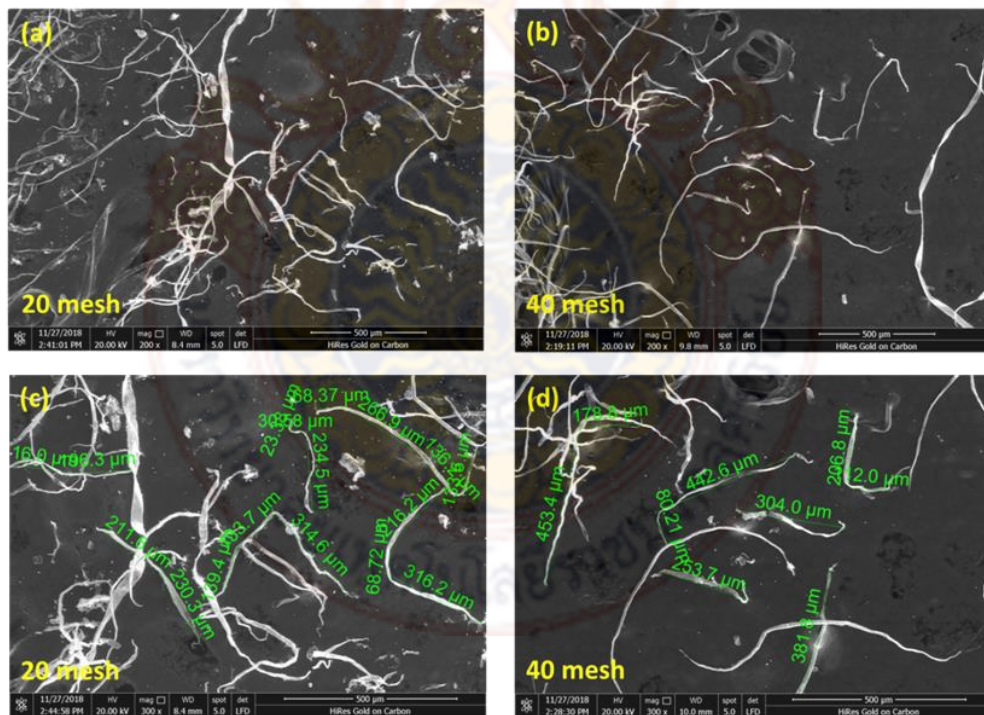 (a)
20 mesh
11/27/2018 HV mag WD spot det
2:41:01 PM 20.00 kV 200 x 8.4 mm 5.0 LFD
500 µm
HiRes Gold on Carbon
(b)
40 mesh
11/27/2018 HV mag WD spot det
2:19:11 PM 20.00 kV 200 x 9.8 mm 5.0 LFD
500 µm
HiRes Gold on Carbon
(c)
286.9 µm
234.5 µm
196.3 µm
314.6 µm
211.6 µm
230.3 µm
68.72 µm
316.2 µm
20 mesh
11/27/2018 HV mag WD spot det
2:44:58 PM 20.00 kV 300 x 8.4 mm 5.0 LFD
500 µm
HiRes Gold on Carbon
(d)
178.8 µm
206.8 µm
442.6 µm
453.4 µm
304.0 µm
80.21 µm
253.7 µm
381.8 µm
40 mesh
11/27/2018 HV mag WD spot det
2:28:30 PM 20.00 kV 300 x 10.0 mm 5.0 LFD
500 µm
HiRes Gold on Carbon